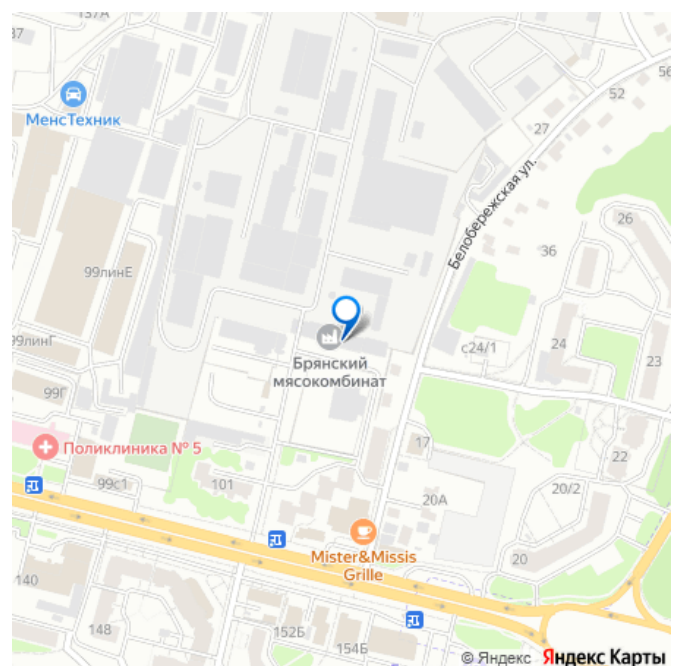 137А
37
МенсТехник
56
52
27
Белобережская ул.
26
36
99линЕ
99линГ
Брянский
мясокомбинат
с24/1
24
23
99Г
Поликлиника № 5
17
22
99с1
101
20А
20/2
Mister&Missis
Grille
20
140
148
152Б
154Б
© Яндекс Яндекс Карты